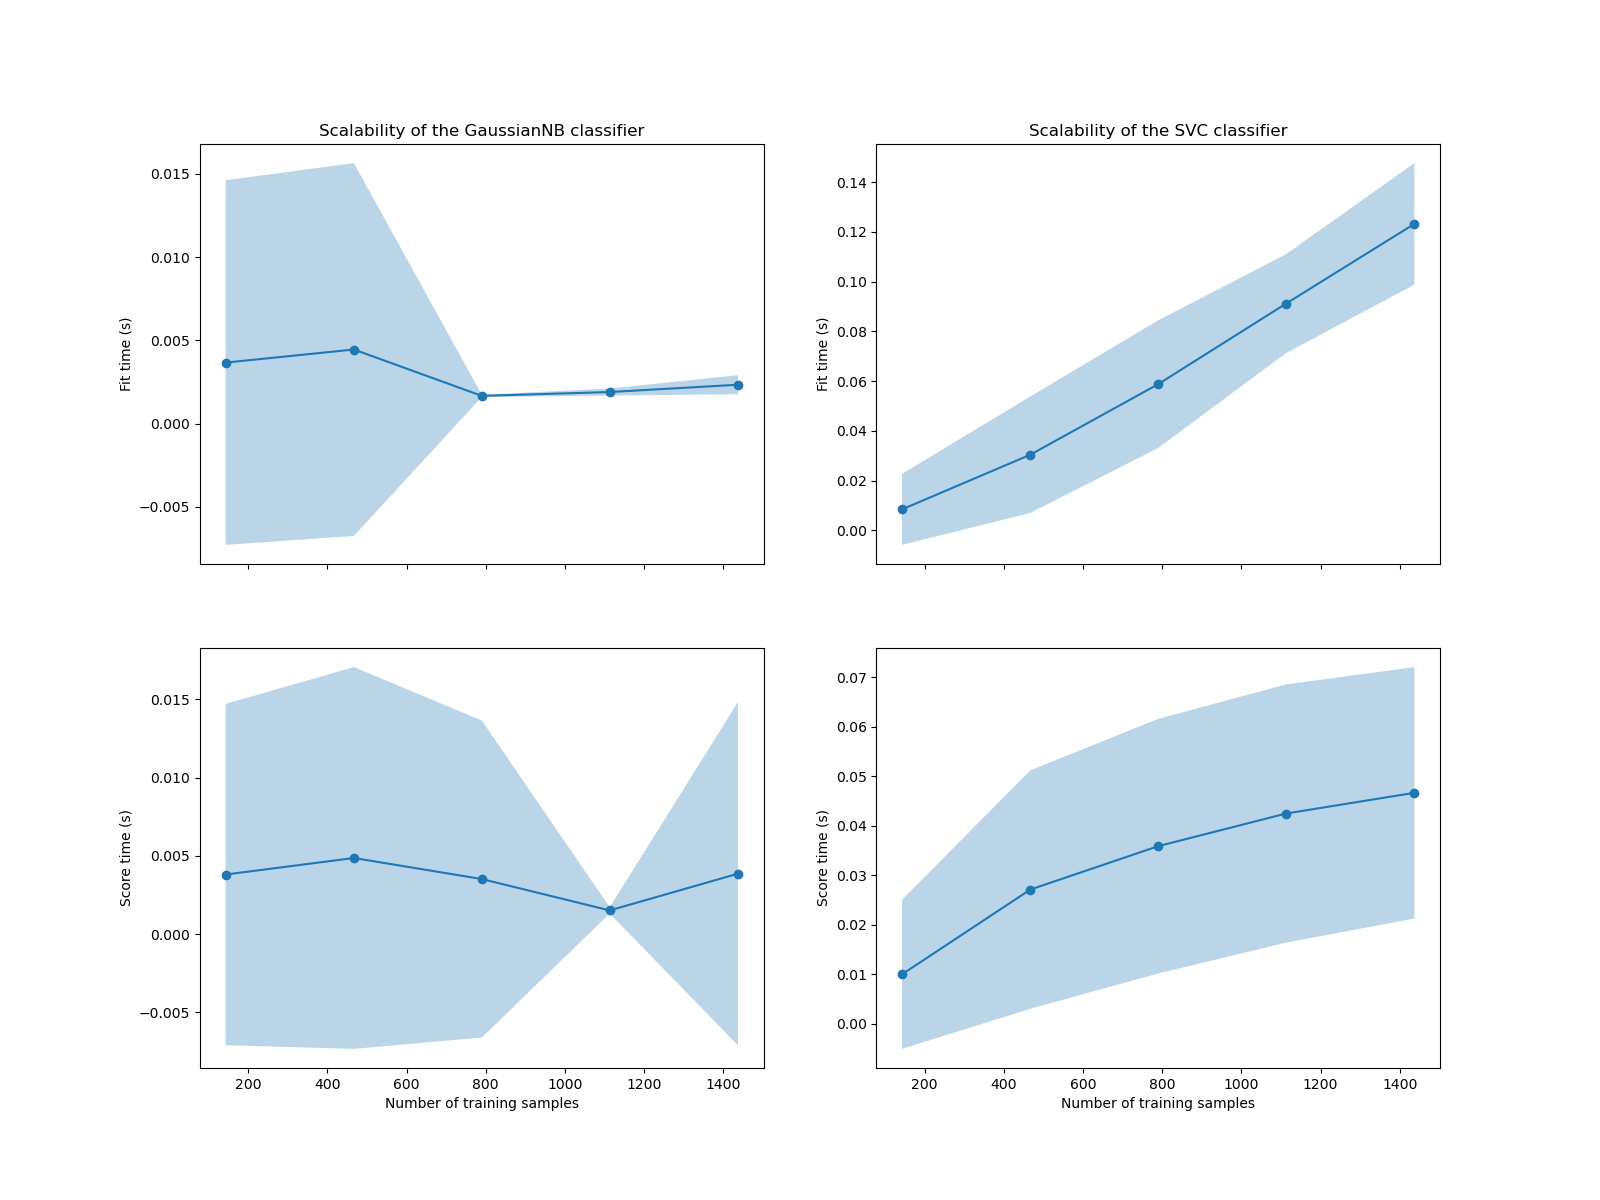 Scalability of the GaussianNB classifier
Fit time (s)
0.015
0.010
0.005
0.000
−0.005
Scalability of the SVC classifier
Fit time (s)
0.14
0.12
0.10
0.08
0.06
0.04
0.02
0.00
Score time (s)
0.015
0.010
0.005
0.000
−0.005
200 400 600 800 1000 1200 1400
Number of training samples
Score time (s)
0.07
0.06
0.05
0.04
0.03
0.02
0.01
0.00
200 400 600 800 1000 1200 1400
Number of training samples